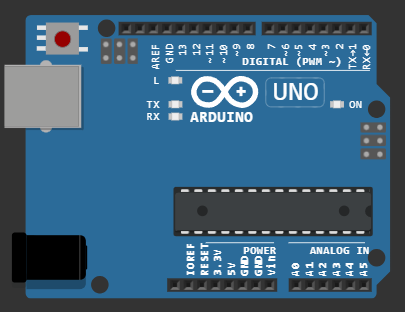 AREF
GND
13
12
~11
~10
~9
8
7
~6
~5
4
~3
2
TX→1
RX←0
DIGITAL (PWM ~)
L
TX
RX
UNO
ON
ARDUINO
POWER
ANALOG IN
IOREF
RESET
3.3V
5V
GND
GND
Vin
A0
A1
A2
A3
A4
A5